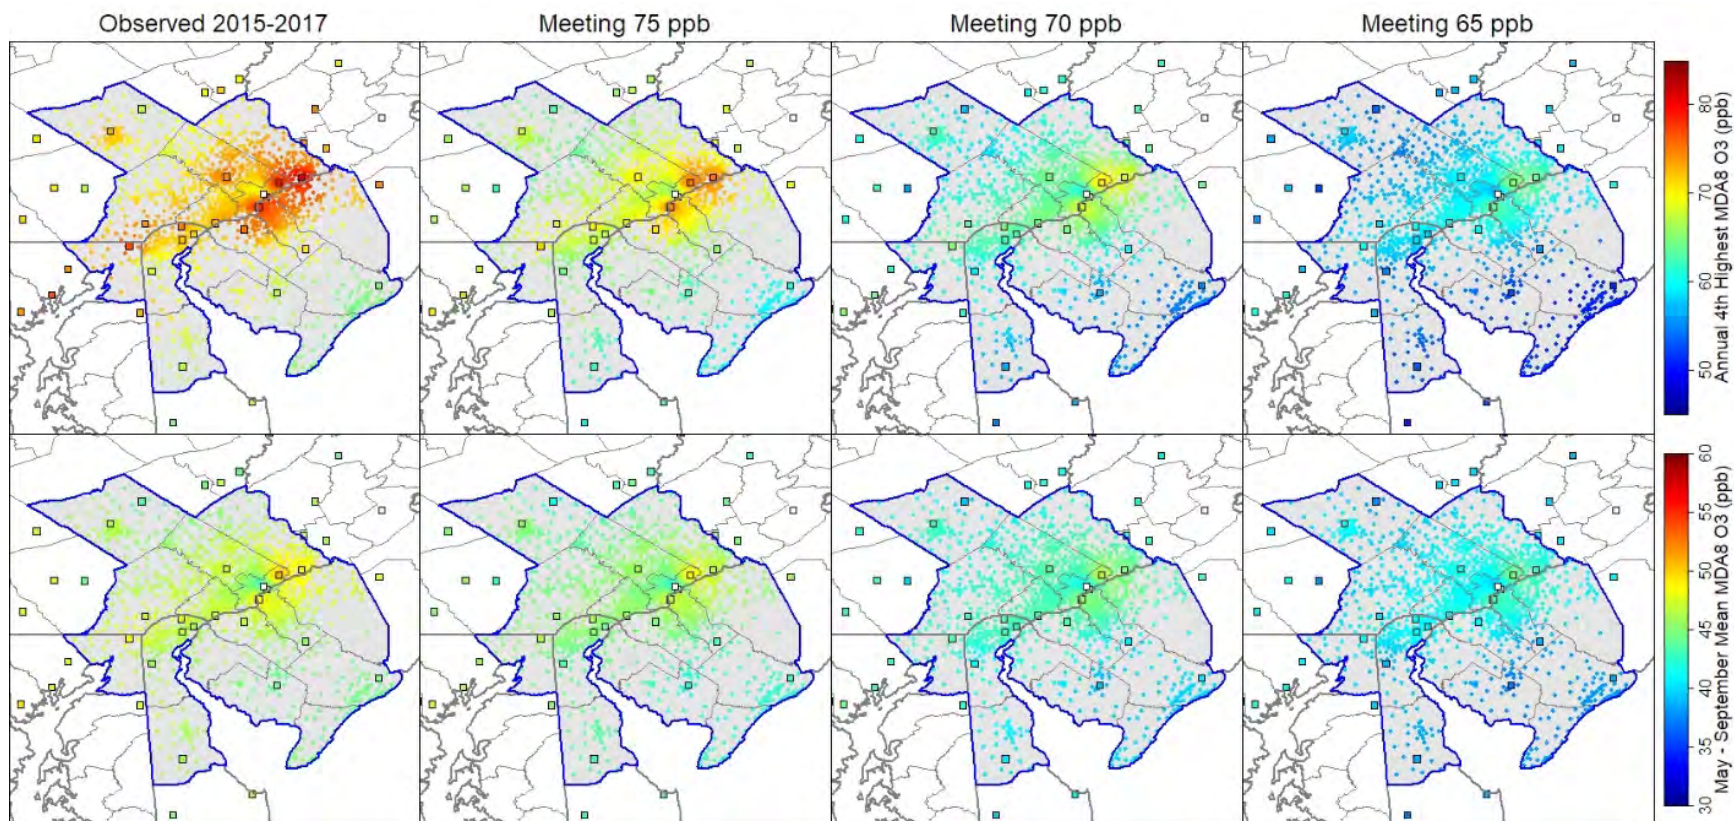 Observed 2015-2017
Meeting 75 ppb
Meeting 70 ppb
Meeting 65 ppb
80
70
60
50
Annual 4th Highest MDA8 O3 (ppb)
60
55
50
45
40
35
30
May - September Mean MDA8 O3 (ppb)